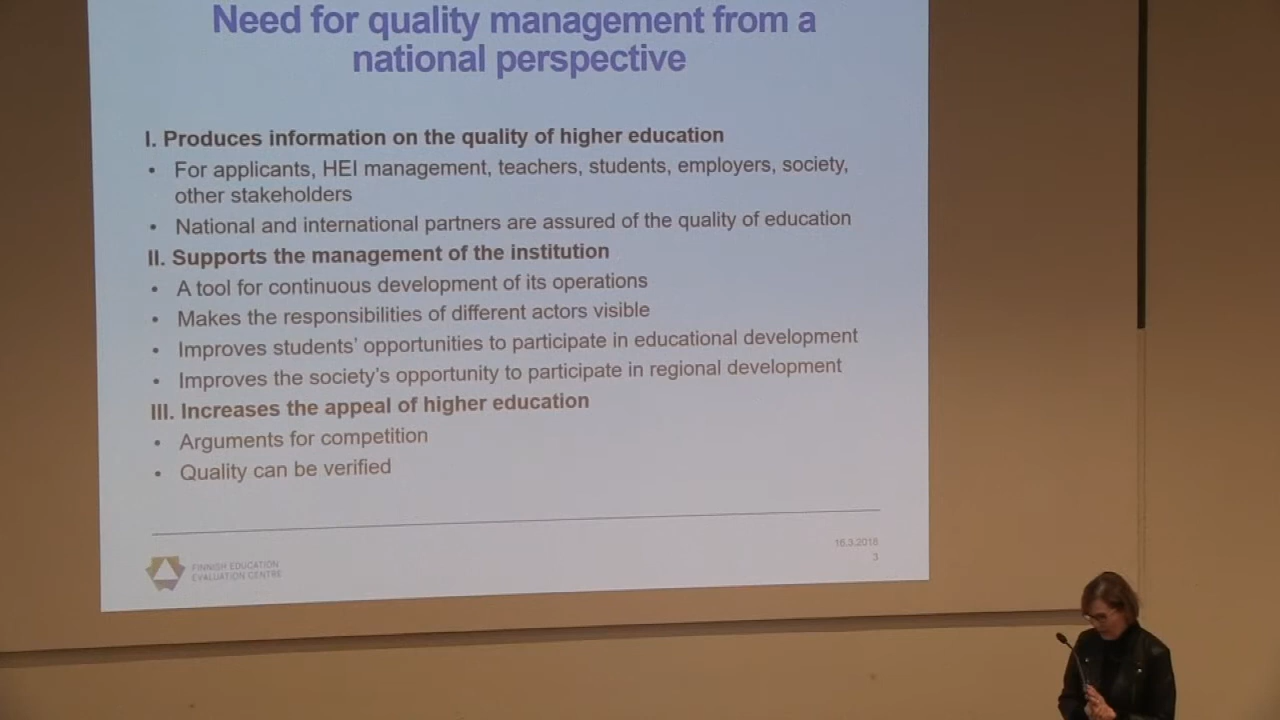 Need for quality management from a
national perspective
I. Produces information on the quality of higher education
• For applicants, HEI management, teachers, students, employers, society,
other stakeholders
• National and international partners are assured of the quality of education
II. Supports the management of the institution
• A tool for continuous development of its operations
• Makes the responsibilities of different actors visible
• Improves students' opportunities to participate in educational development
• Improves the society's opportunity to participate in regional development
III. Increases the appeal of higher education
• Arguments for competition
• Quality can be verified
16.3.2016
3
FINNISH EDUCATION
EVALUATION CENTRE